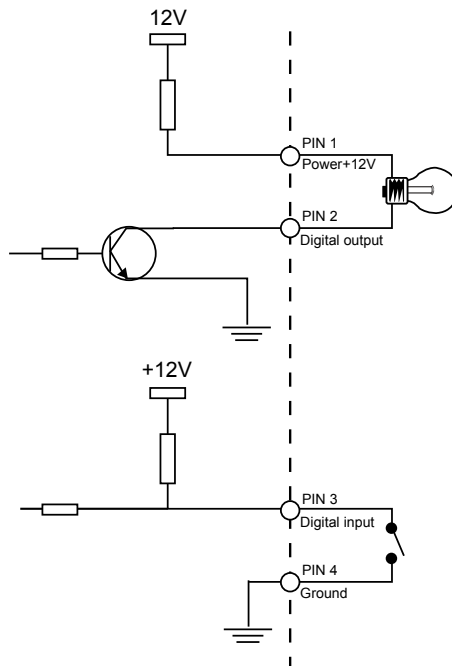 12V
PIN 1
Power+12V
PIN 2
Digital output
+12V
PIN 3
Digital input
PIN 4
Ground